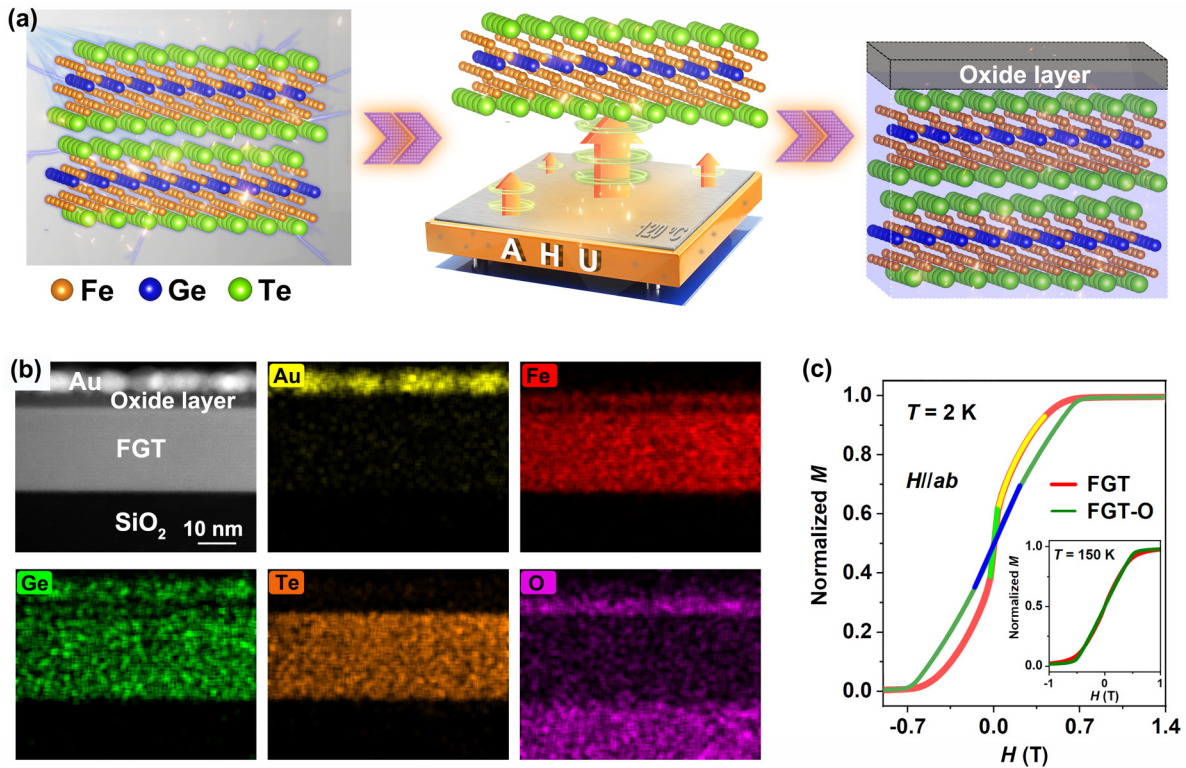 (a)
Oxide layer
120 ℃
AHU
Fe Ge Te
(b)
Au
Oxide layer
FGT
SiO2
10 nm
Au
Fe
Ge
Te
O
(c)
Normalized M
1.0
0.8
0.6
0.4
0.2
0.0
T = 2 K
H//ab
FGT
FGT-O
T = 150 K
Normalized M
1.0
0.5
0.0
-1 0 1
H (T)
-0.7 0.0 0.7 1.4
H (T)